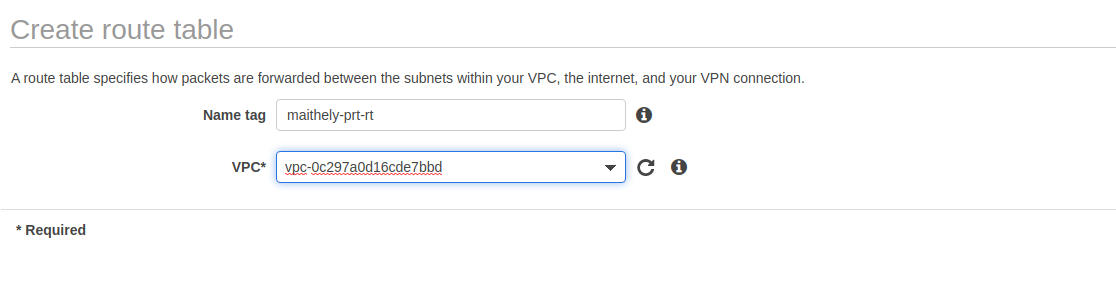 Create route table
A route table specifies how packets are forwarded between the subnets within your VPC, the internet, and your VPN connection.
Name tag maithely-prt-rt
VPC* vpc-0c297a0d16cde7bbd
* Required